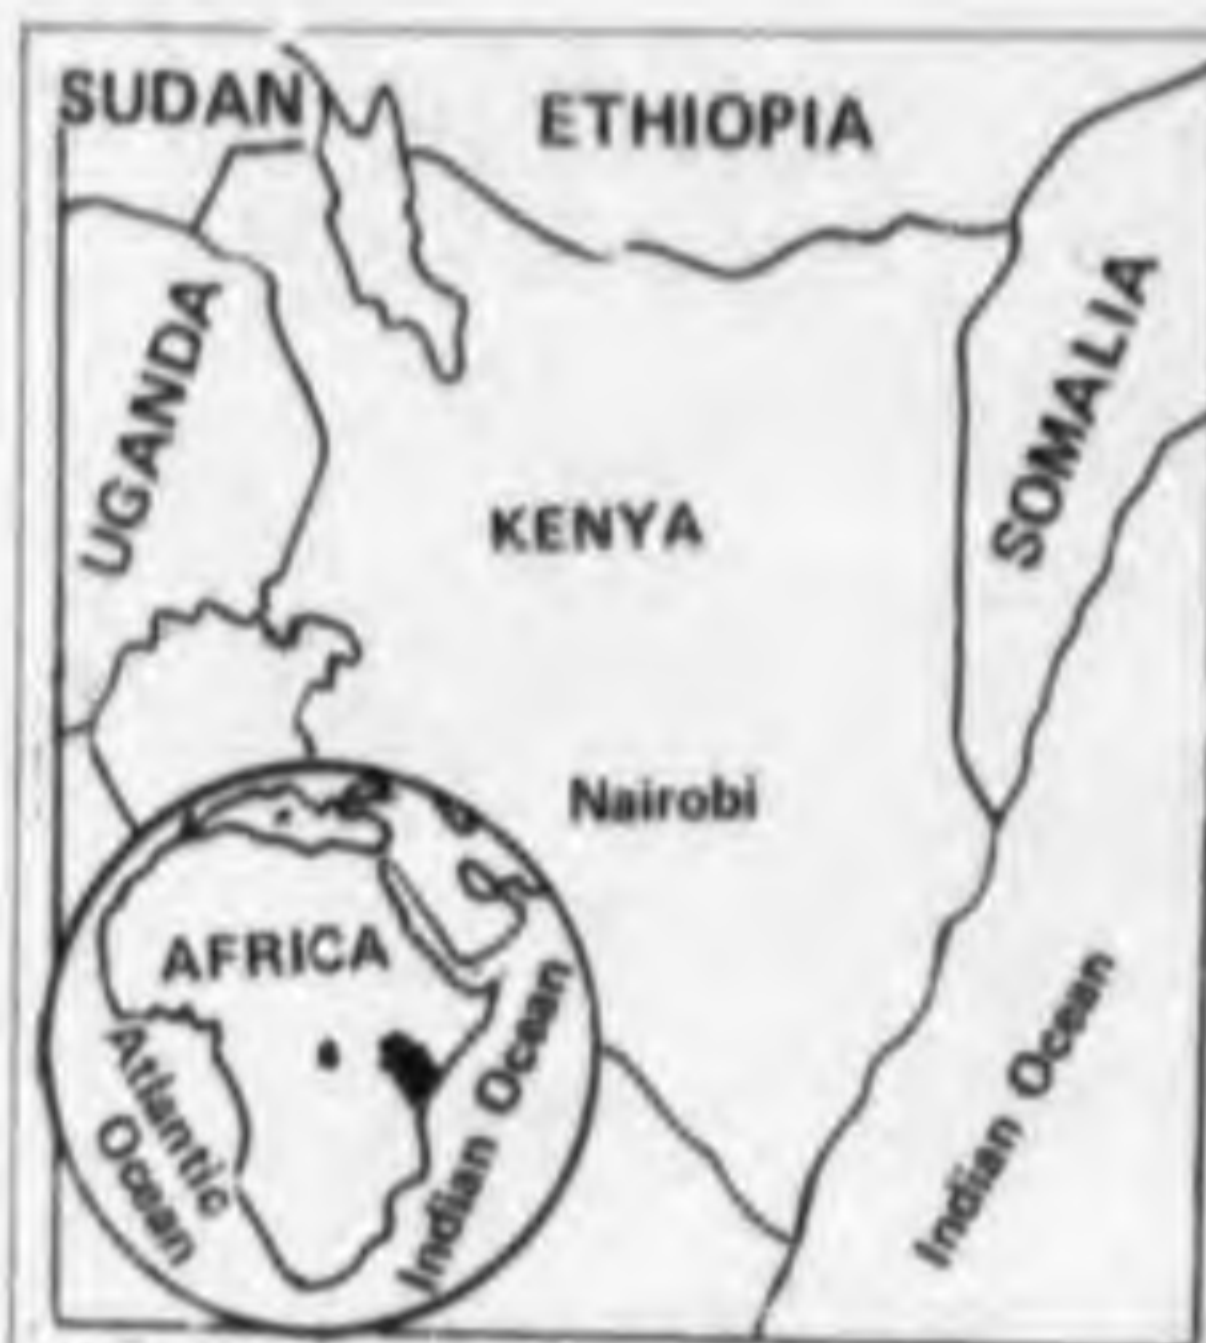 SUDAN
ETHIOPIA
UGANDA
SOMALIA
KENYA
Nairobi
AFRICA
Atlantic
Ocean
Indian Ocean
Indian Ocean